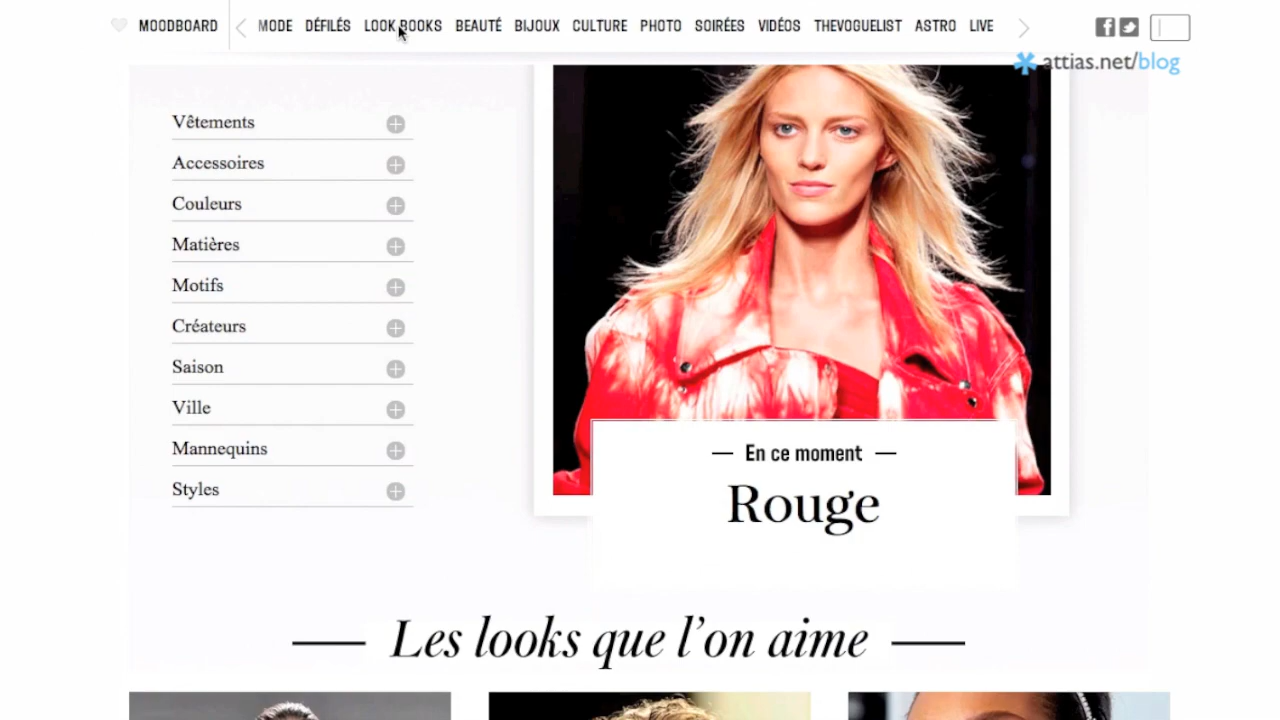 MOODBOARD MODE DÉFILÉS LOOK BOOKS BEAUTÉ BIJOUX CULTURE PHOTO SOIRÉES VIDÉOS THEVOGUELIST ASTRO LIVE
attias.net/blog
Vêtements
Accessoires
Couleurs
Matières
Motifs
Créateurs
Saison
Ville
Mannequins
Styles
En ce moment
Rouge
Les looks que l'on aime